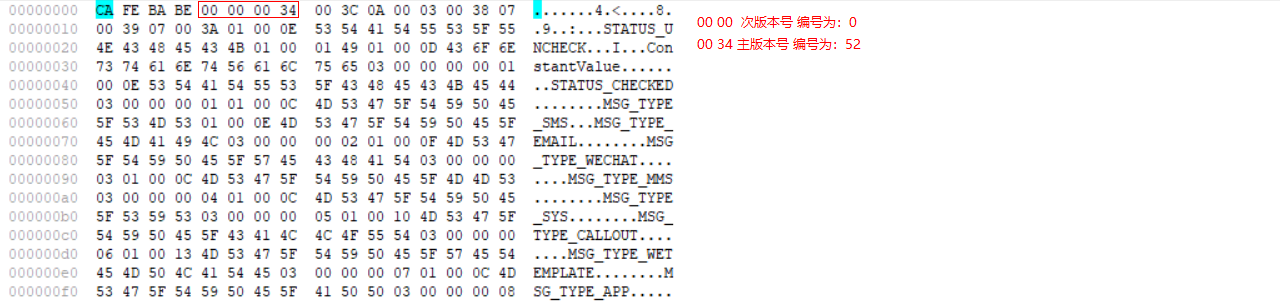 00000000 CA FE BA BE 00 00 00 34 00 3C 0A 00 03 00 38 07 .......4.<....8.
00000010 00 39 07 00 3A 01 00 0E 53 54 41 54 55 53 5F 55 .9..:...STATUS_U
00000020 4E 43 48 45 43 4B 01 00 01 49 01 00 0D 43 6F 6E NCHECK...I...Con
00000030 73 74 61 6E 74 56 61 6C 75 65 03 00 00 00 00 01 stantValue......
00000040 00 0E 53 54 41 54 55 53 5F 43 48 45 43 4B 45 44 ..STATUS_CHECKED
00000050 03 00 00 00 01 01 00 0C 4D 53 47 5F 54 59 50 45 ........MSG_TYPE
00000060 5F 53 4D 53 01 00 0E 4D 53 47 5F 54 59 50 45 5F _SMS...MSG_TYPE_
00000070 45 4D 41 49 4C 03 00 00 00 02 01 00 0F 4D 53 47 EMAIL........MSG
00000080 5F 54 59 50 45 5F 57 45 43 48 41 54 03 00 00 00 _TYPE_WECHAT....
00000090 03 01 00 0C 4D 53 47 5F 54 59 50 45 5F 4D 4D 53 ....MSG_TYPE_MMS
000000a0 03 00 00 00 04 01 00 0C 4D 53 47 5F 54 59 50 45 ........MSG_TYPE
000000b0 5F 53 59 53 03 00 00 00 05 01 00 10 4D 53 47 5F _SYS........MSG_
000000c0 54 59 50 45 5F 43 41 4C 4C 4F 55 54 03 00 00 00 TYPE_CALLOUT....
000000d0 06 01 00 13 4D 53 47 5F 54 59 50 45 5F 57 45 54 ....MSG_TYPE_WET
000000e0 45 4D 50 4C 41 54 45 03 00 00 00 07 01 00 0C 4D EMPLATE........M
000000f0 53 47 5F 54 59 50 45 5F 41 50 50 03 00 00 00 08 SG_TYPE_APP.....
00 00 次版本号 编号为：0
00 34 主版本号 编号为：52